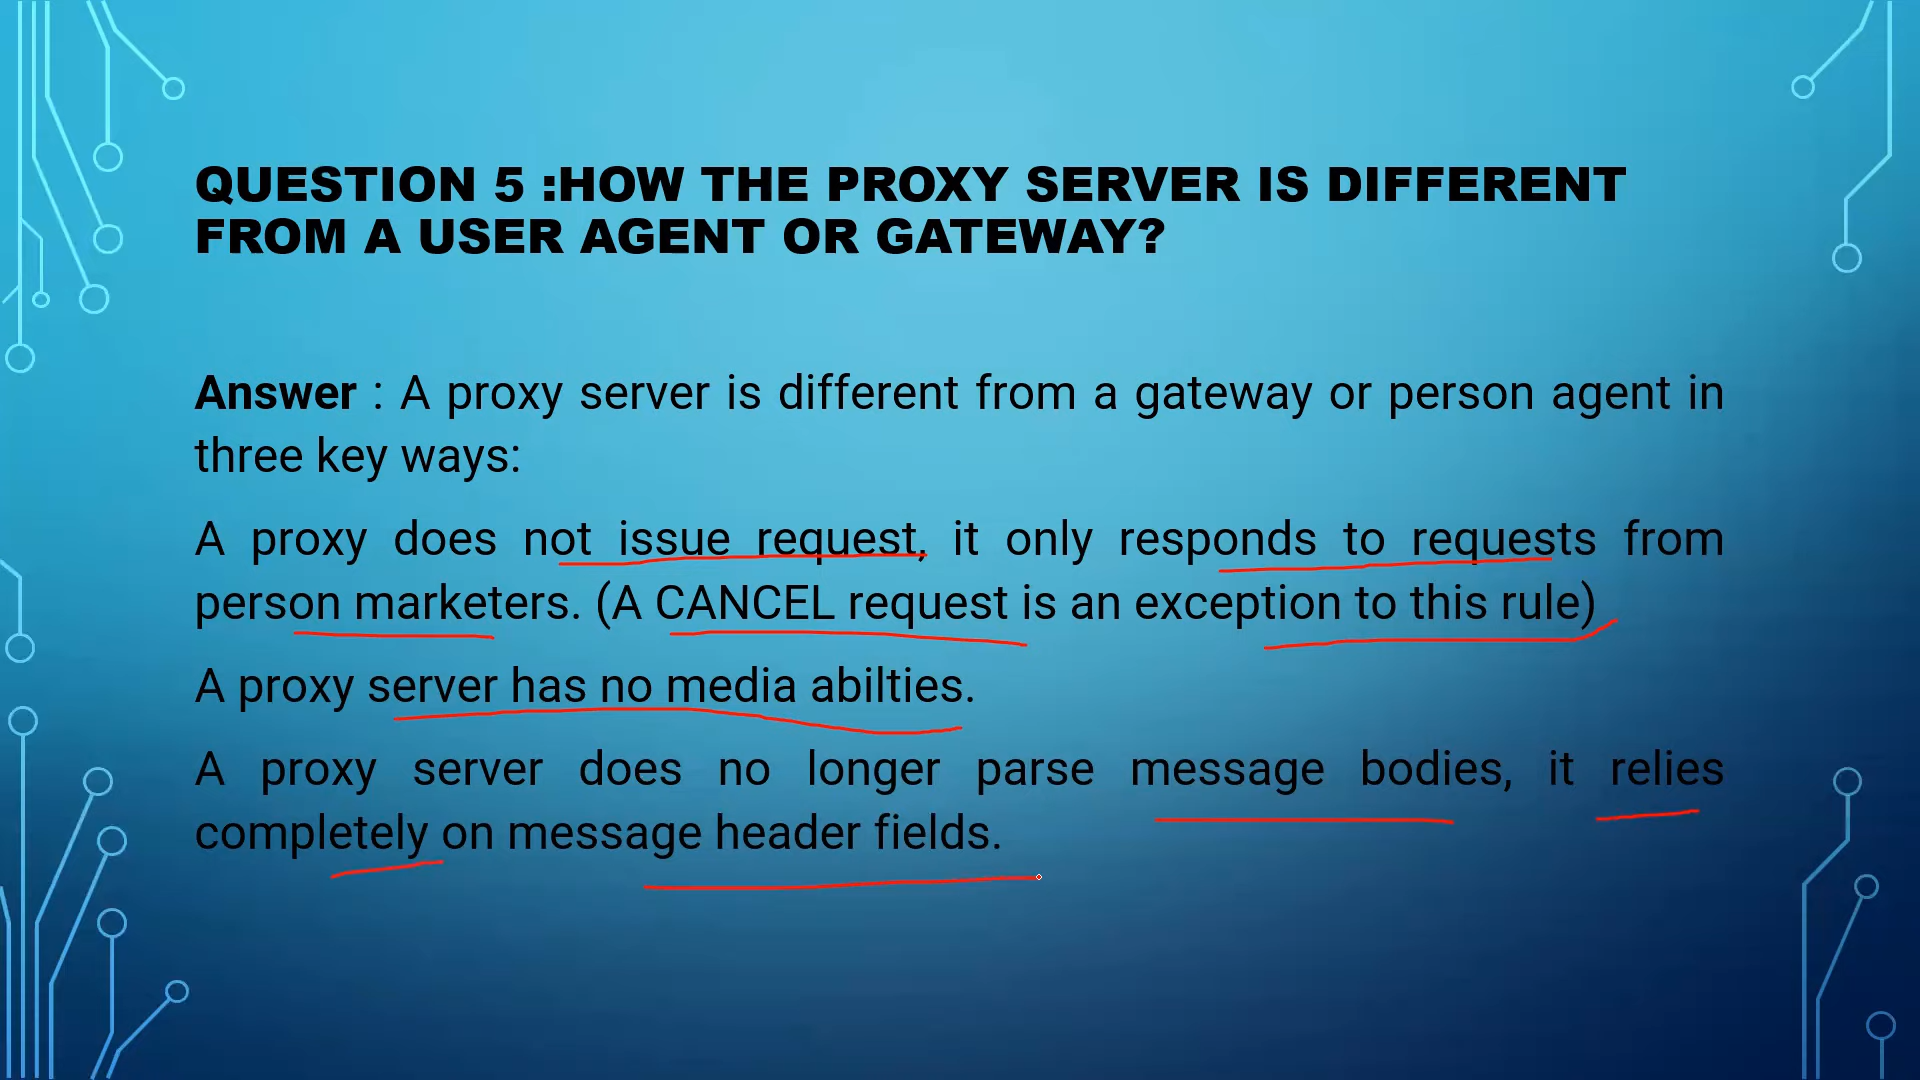 QUESTION 5 :HOW THE PROXY SERVER IS DIFFERENT
FROM A USER AGENT OR GATEWAY?
Answer : A proxy server is different from a gateway or person agent in
three key ways:
A proxy does not issue request, it only responds to requests from
person marketers. (A CANCEL request is an exception to this rule)
A proxy server has no media abilties.
A proxy server does no longer parse message bodies, it relies
completely on message header fields.